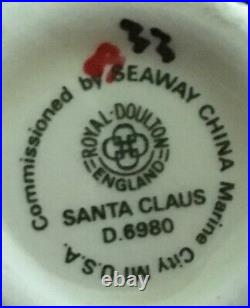 33
Commissioned by SEAWAY CHINA Marine City MI U.S.A.
ROYAL-DOULTON
ENGLAND
SANTA CLAUS
D.6980